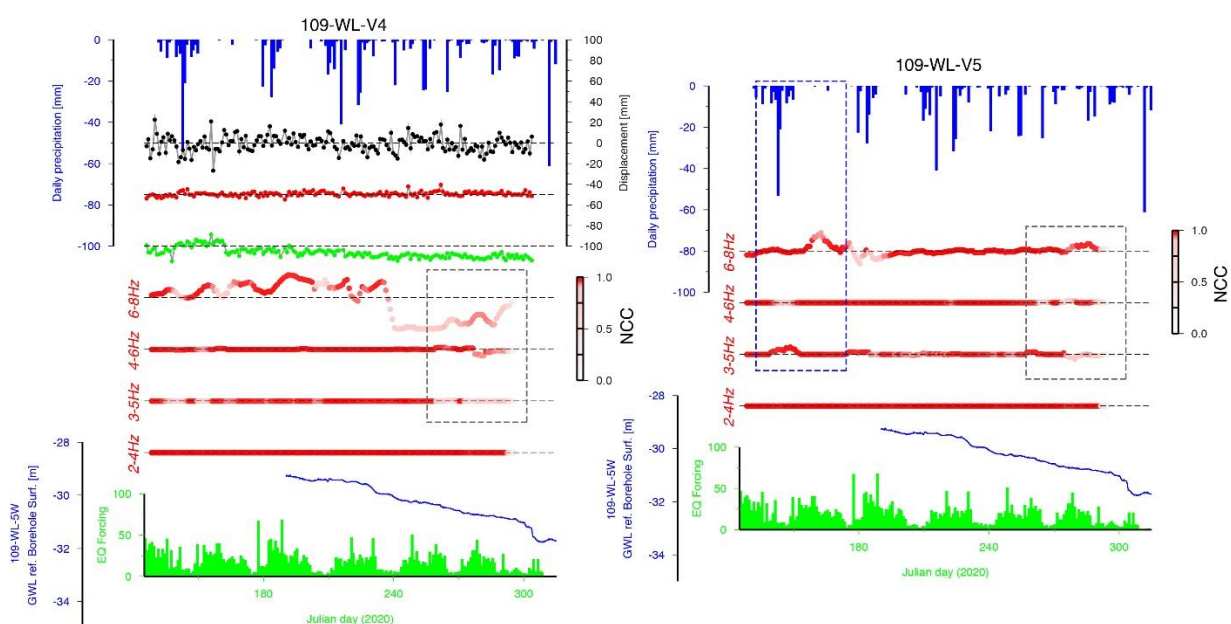 109-WL-V4
0
-20
-40
-60
-80
-100
Daily precipitation [mm]
100
80
60
40
20
0
-20
-40
-60
-80
-100
Displacement [mm]
6-8Hz
4-6Hz
3-5Hz
2-4Hz
1.0
0.5
0.0
NCC
-28
-30
-32
-34
109-WL-5W
GWL ref. Borehole Surf. [m]
100
50
0
EQ Forcing
180
240
300
Julian day (2020)
109-WL-V5
0
-20
-40
-60
-80
-100
Daily precipitation [mm]
6-8Hz
4-6Hz
3-5Hz
2-4Hz
1.0
0.5
0.0
NCC
-28
-30
-32
-34
109-WL-5W
GWL ref. Borehole Surf. [m]
100
50
0
EQ Forcing
180
240
300
Julian day (2020)